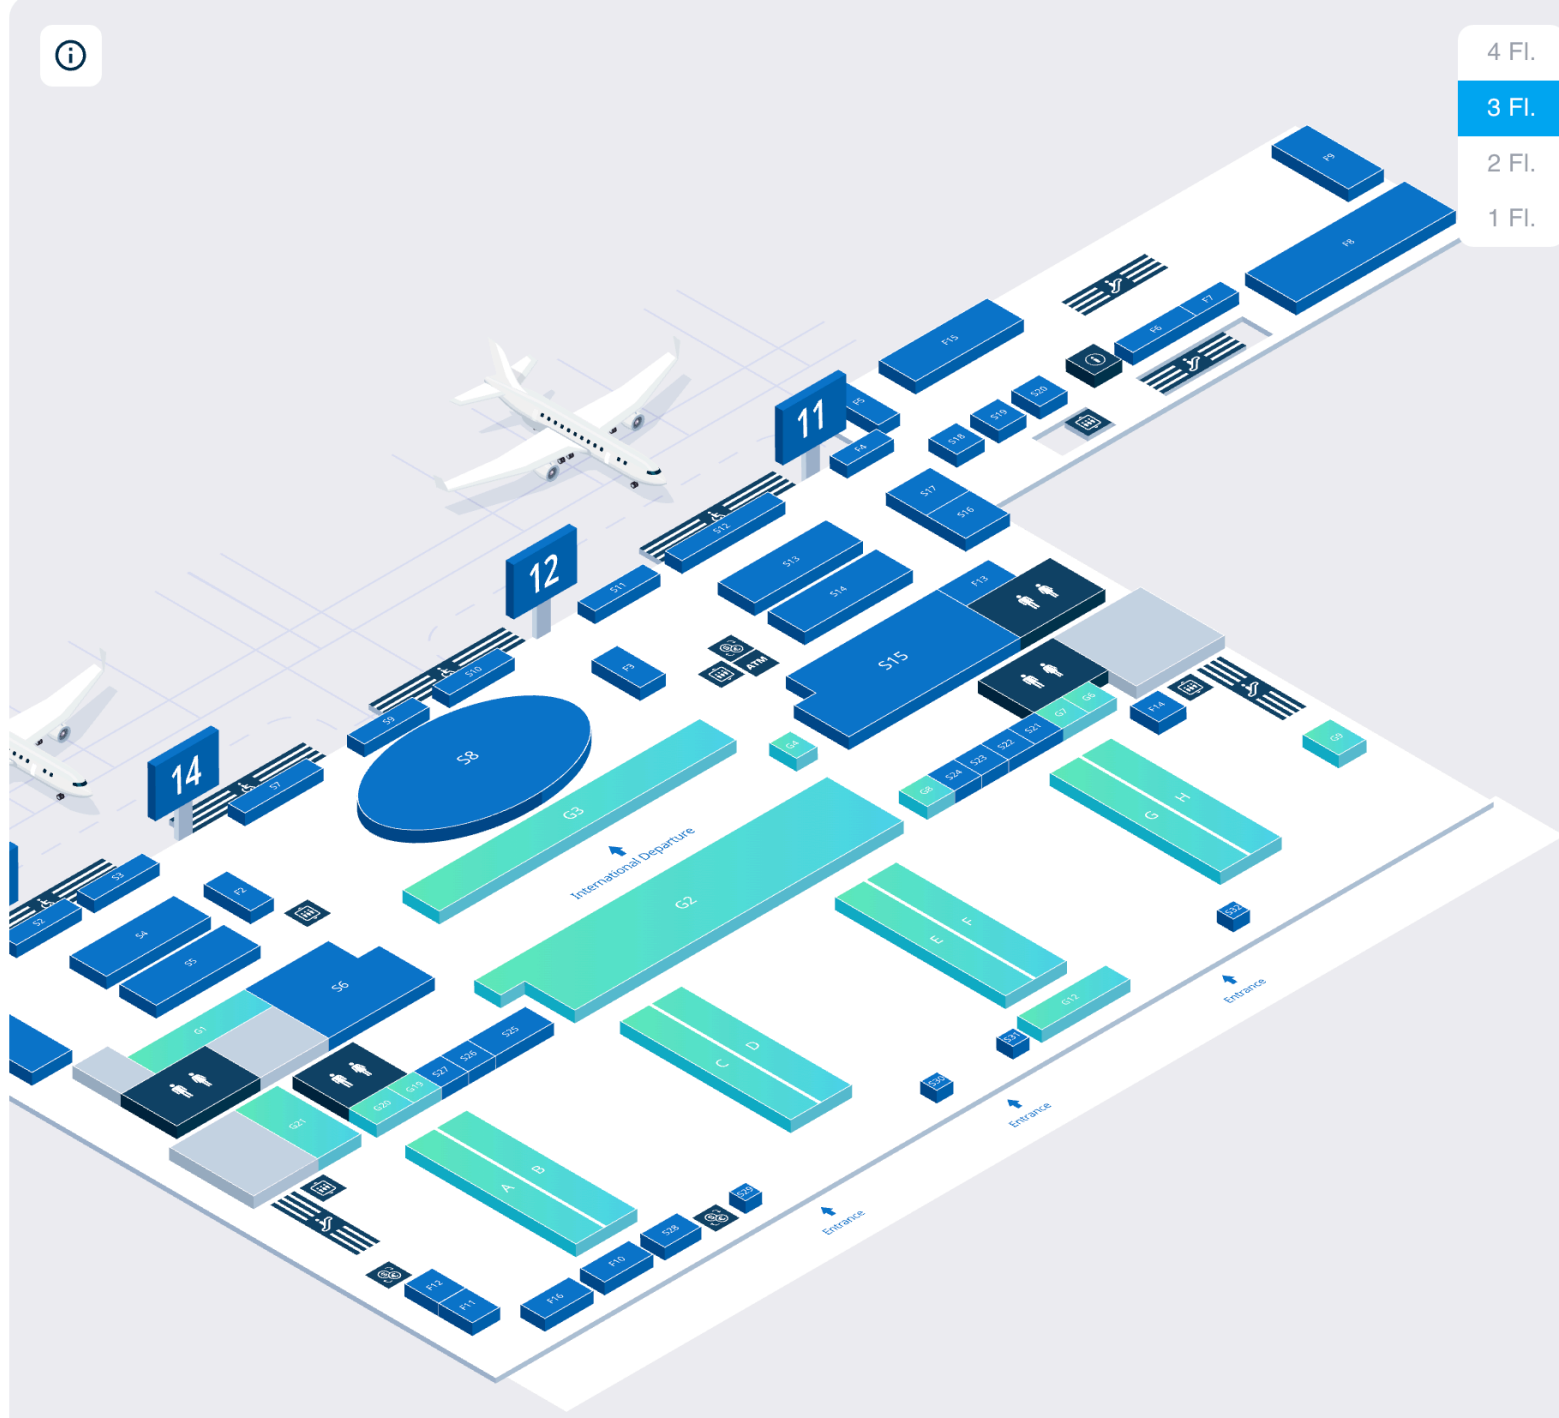 4 Fl.
3 Fl.
2 Fl.
1 Fl.
F9
F8
F7
F6
F15
S20
S19
S18
F5
11
F4
S17
S16
S12
S13
S14
F13
12
S11
S15
F3
ATM
S10
S9
S8
G6
G7
F14
S21
S22
S23
S24
G8
G9
G4
14
S7
G3
International Departure
G2
H
G
S3
S2
F2
S4
S5
F
E
S32
S6
G1
G12
Entrance
S31
S30
Entrance
S25
S26
S27
G19
G20
G21
D
C
B
A
S29
Entrance
S28
F10
F16
F12
F11